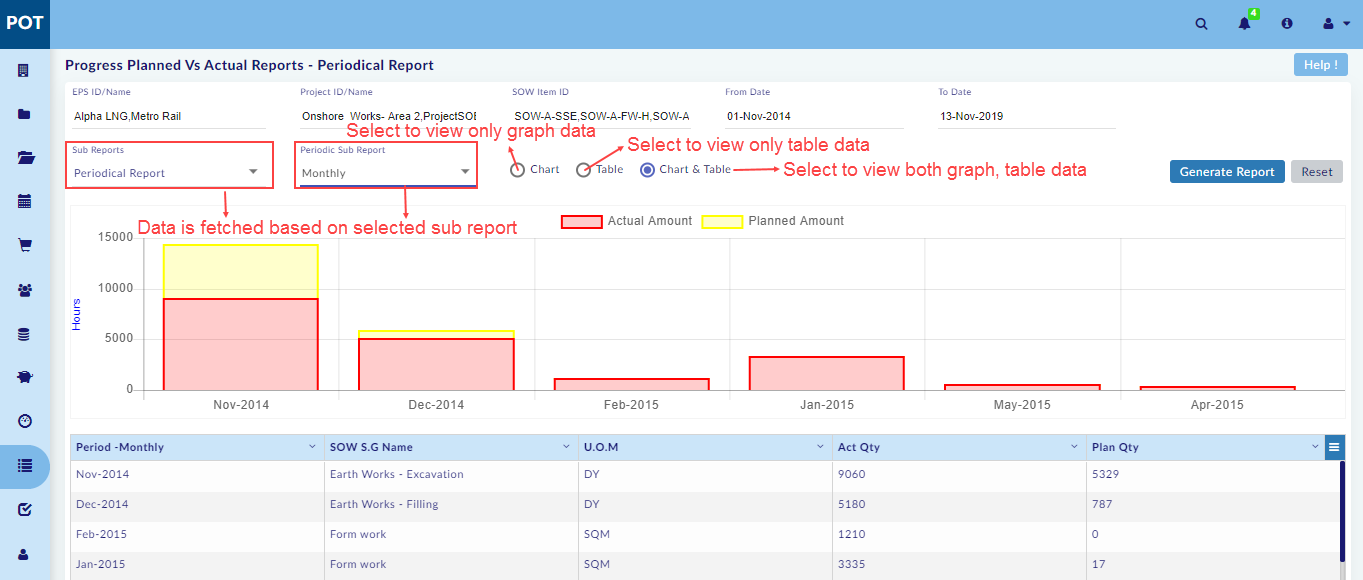 POT
4
Progress Planned Vs Actual Reports - Periodical Report
Help !
EPS ID/Name
Project ID/Name
SOW Item ID
From Date
To Date
Alpha LNG,Metro Rail
Onshore Works- Area 2,ProjectSOE
SOW-A-SSE,SOW-A-FW-H,SOW-A
01-Nov-2014
13-Nov-2019
Select to view only graph data
Select to view only table data
Sub Reports
Periodical Report
Periodic Sub Report
Monthly
Chart
Table
Chart & Table
Select to view both graph, table data
Generate Report
Reset
Data is fetched based on selected sub report
Actual Amount
Planned Amount
Hours
15000
10000
5000
0
Nov-2014
Dec-2014
Feb-2015
Jan-2015
May-2015
Apr-2015
Period -Monthly SOW S.G Name U.O.M Act Qty Plan Qty
Nov-2014 Earth Works - Excavation DY 9060 5329
Dec-2014 Earth Works - Filling DY 5180 787
Feb-2015 Form work SQM 1210 0
Jan-2015 Form work SQM 3335 17